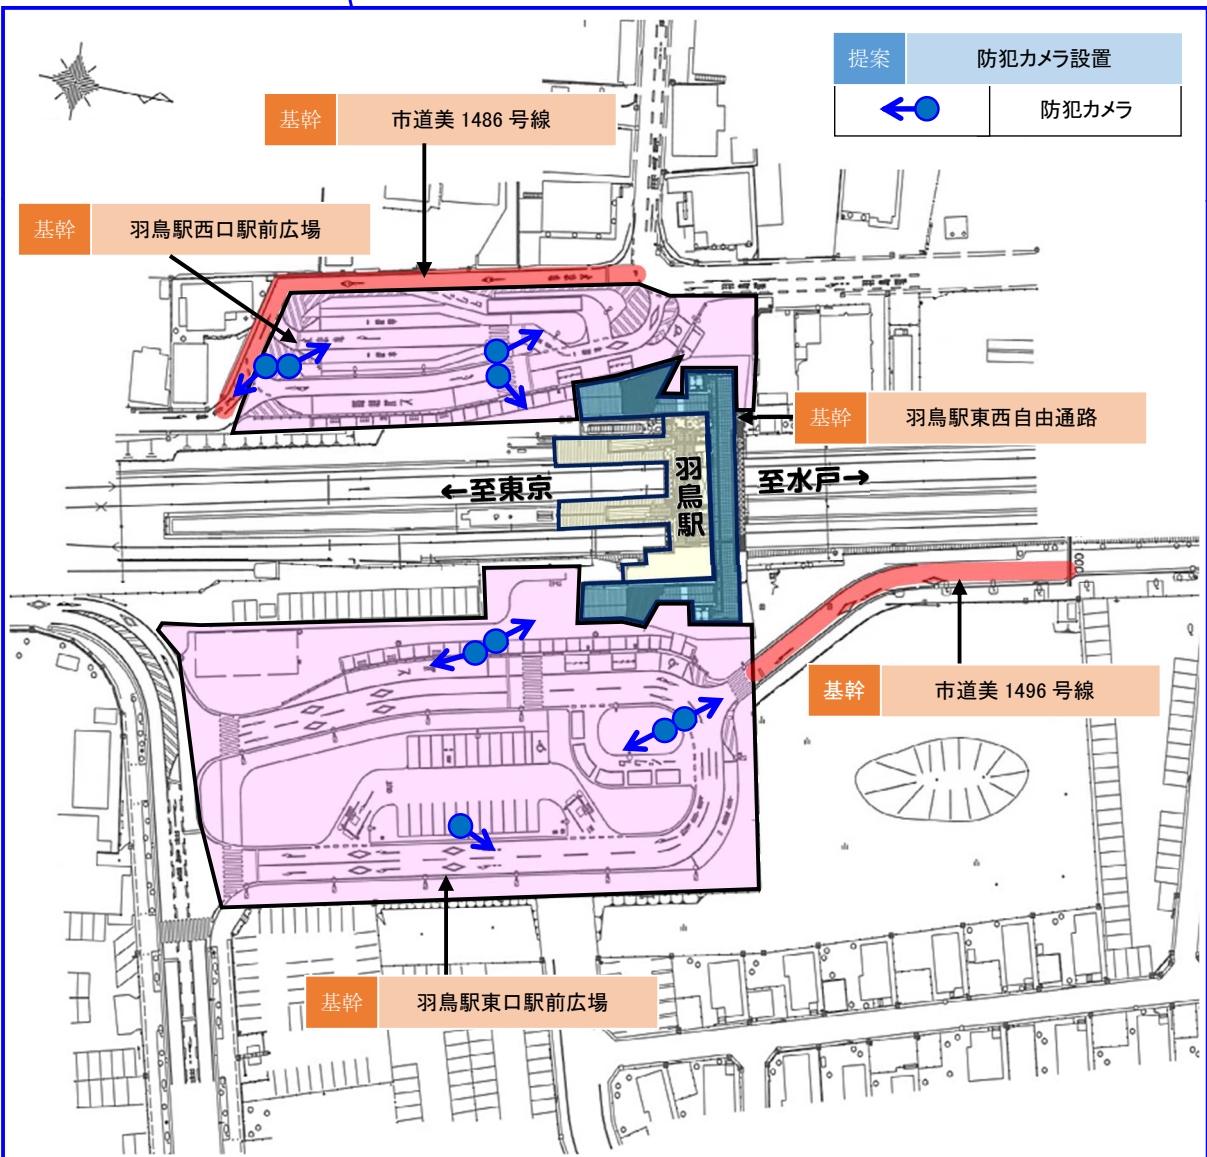 提案 防犯カメラ設置
防犯カメラ
基幹 市道美 1486 号線
基幹 羽鳥駅西口駅前広場
基幹 羽鳥駅東西自由通路
羽鳥駅
←至東京
至水戸→
基幹 市道美 1496 号線
基幹 羽鳥駅東口駅前広場